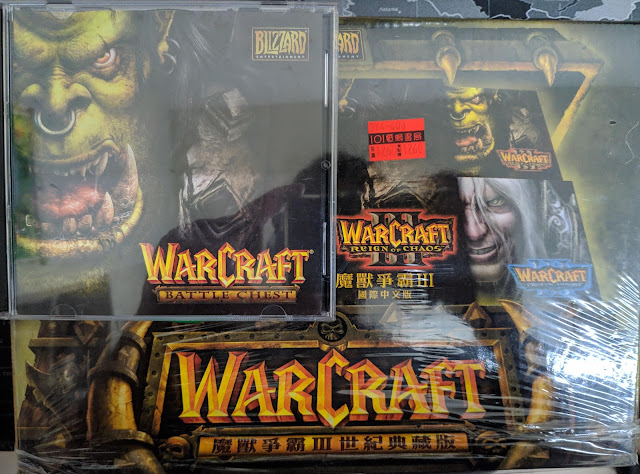 BLIZZARD
ENTERTAINMENT
WARCRAFT
BATTLE CHEST
101
WARCRAFT
III
REIGN OF CHAOS
魔獸爭霸III
國際中文版
WARCRAFT
WARCRAFT
WARCRAFT
魔獸爭霸III世紀典藏版